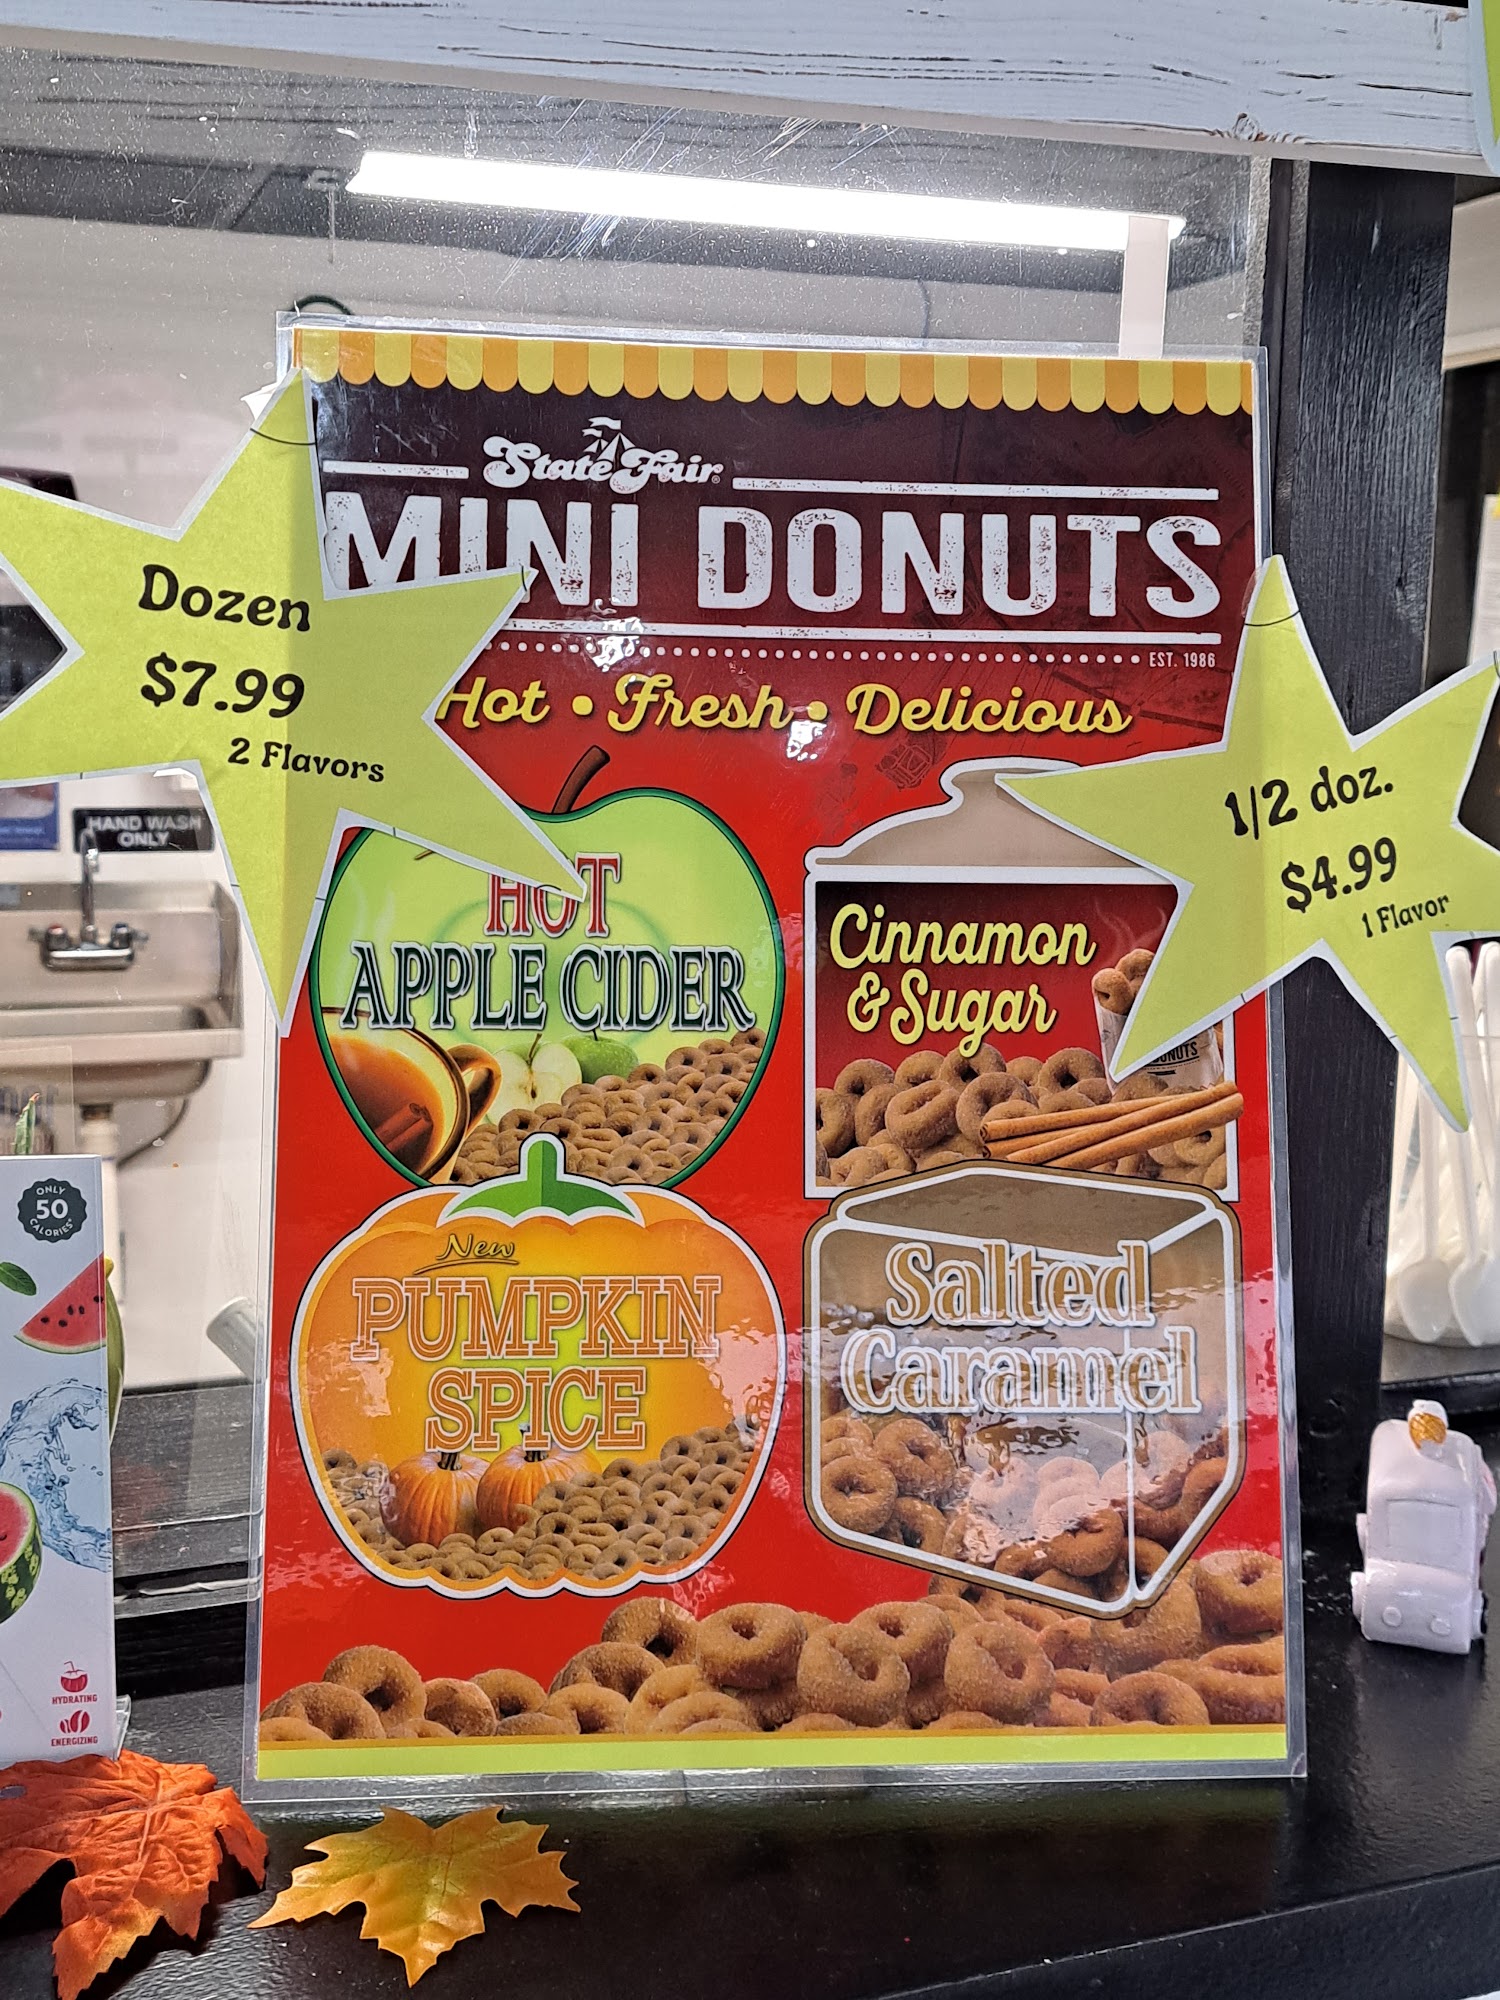 State Fair
MINI DONUTS
EST. 1986
Hot • Fresh • Delicious
Dozen
$7.99
2 Flavors
1/2 doz.
$4.99
1 Flavor
HOT
APPLE CIDER
Cinnamon
& Sugar
DONUTS
New
PUMPKIN
SPICE
Salted
Caramel
HAND WASH
ONLY
ONLY
50
CALORIES
HYDRATING
ENERGIZING